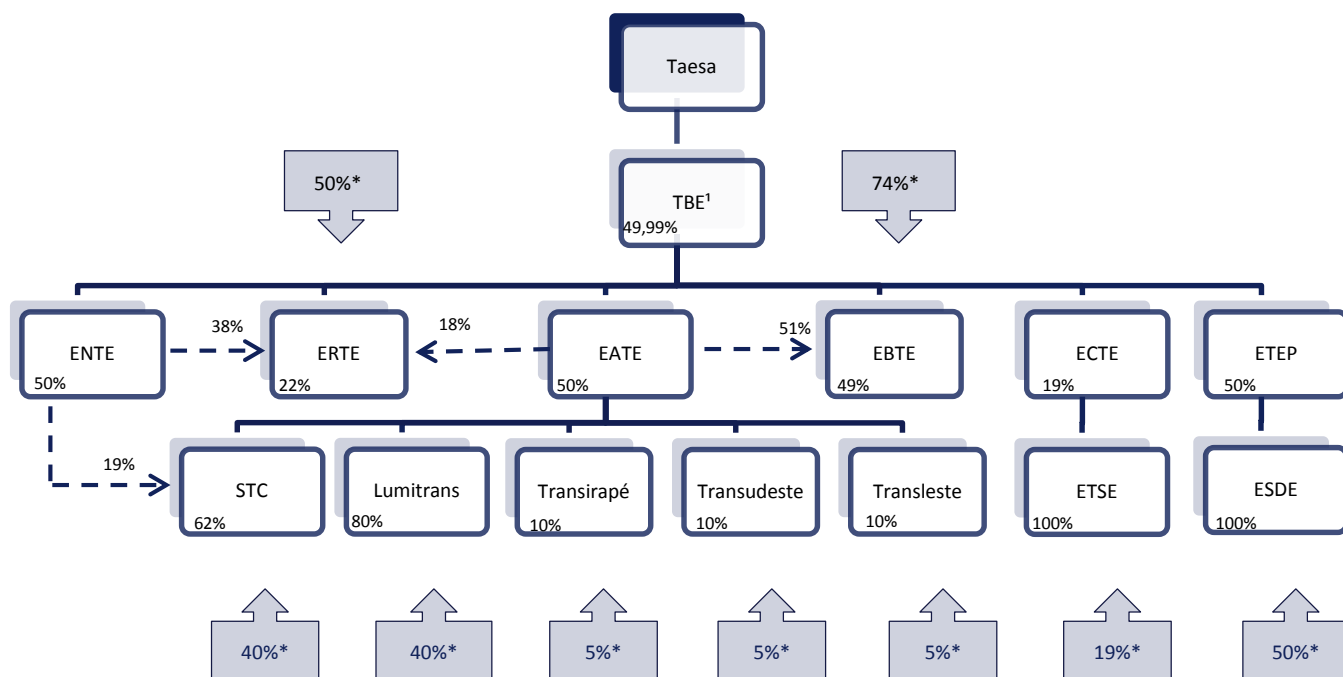 Taesa
50%*
TBE¹
49,99%
74%*
38%
18%
51%
ENTE
50%
ERTE
22%
EATE
50%
EBTE
49%
ECTE
19%
ETEP
50%
19%
STC
62%
Lumitrans
80%
Transirapé
10%
Transudeste
10%
Transleste
10%
ETSE
100%
ESDE
100%
40%*
40%*
5%*
5%*
5%*
19%*
50%*